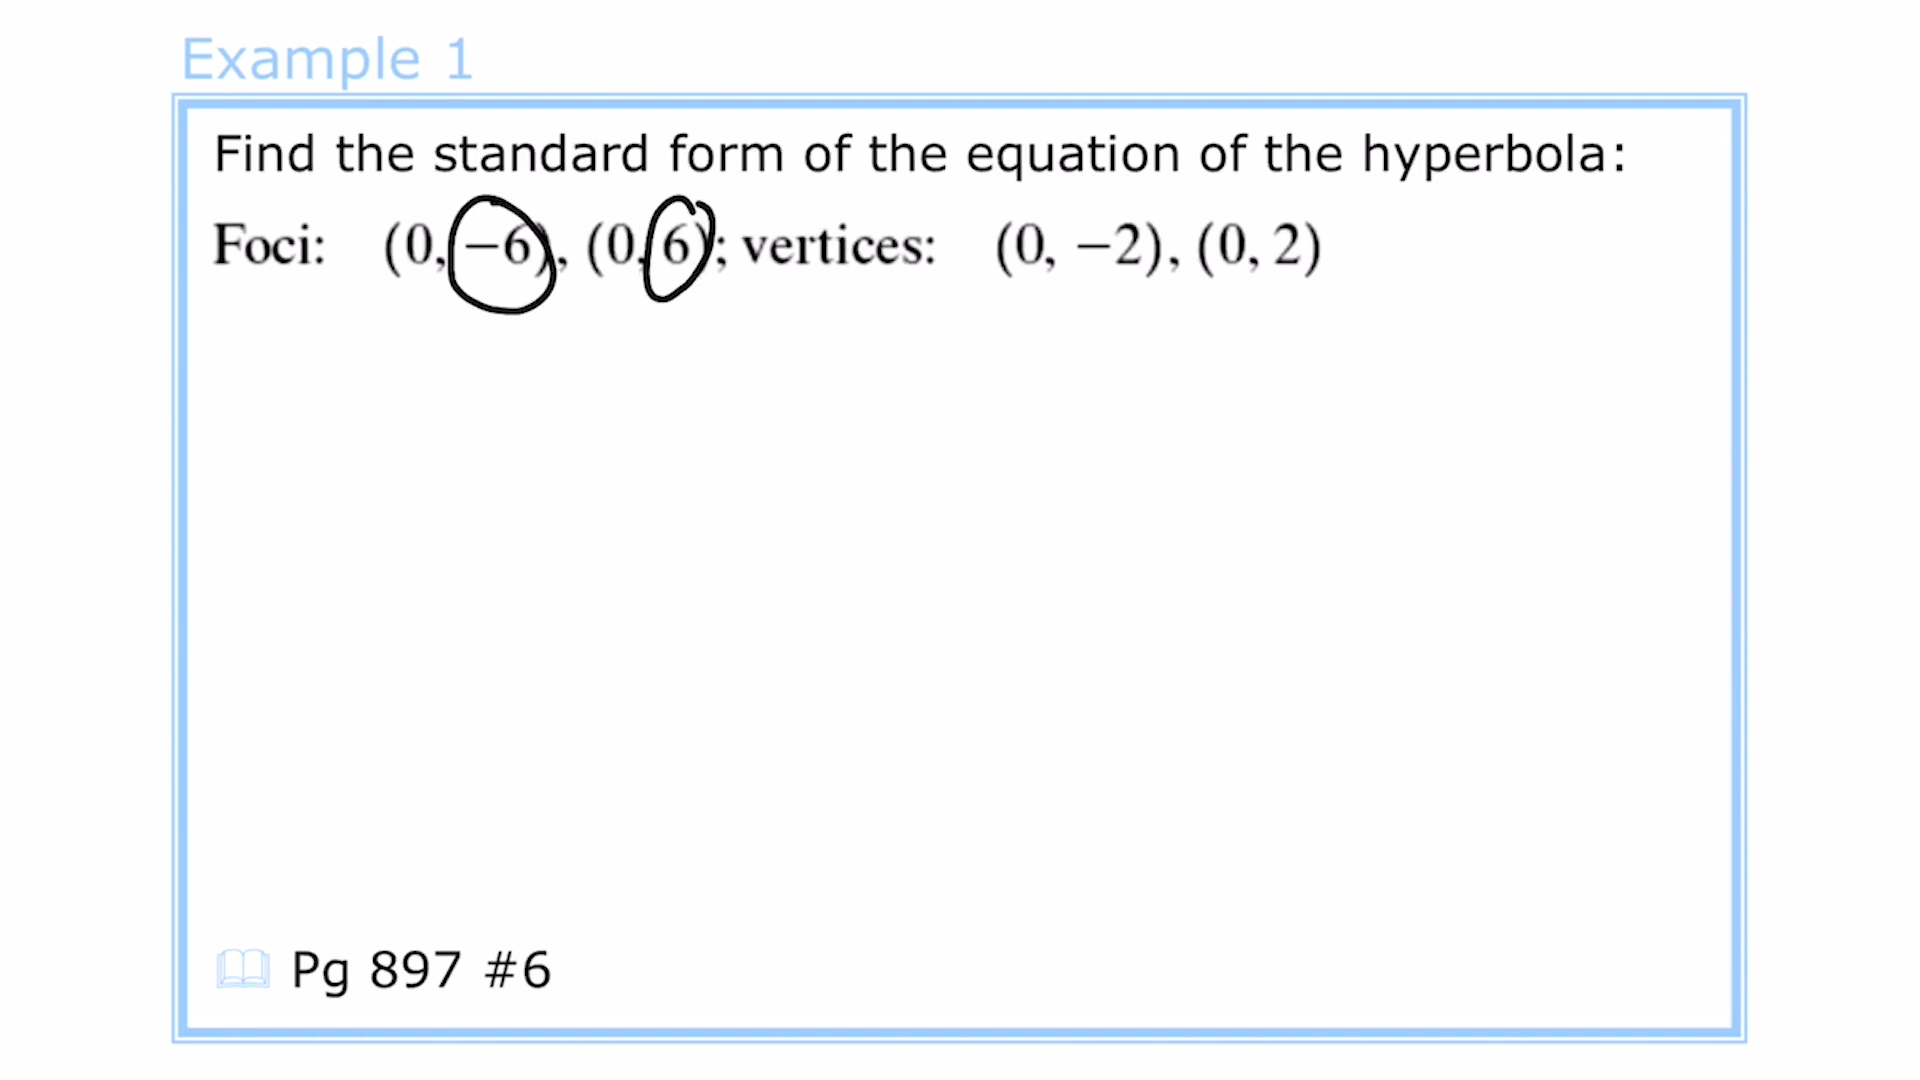 Example 1
Find the standard form of the equation of the hyperbola:
Foci: (0, −6), (0, 6); vertices: (0, −2), (0, 2)
Pg 897 #6